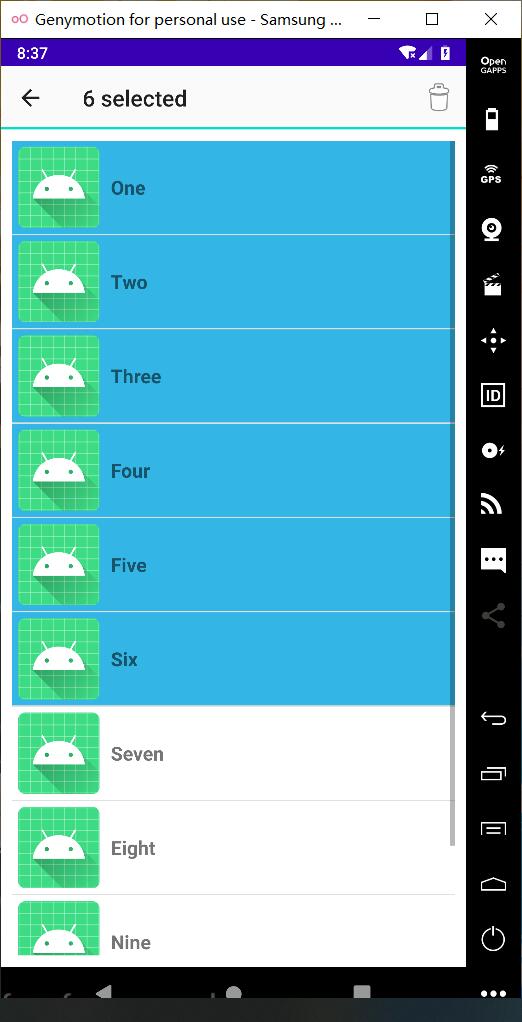 Genymotion for personal use - Samsung ...
8:37
Open
GAPPS
6 selected
GPS
One
Two
Three
ID
Four
Five
Six
Seven
Eight
Nine